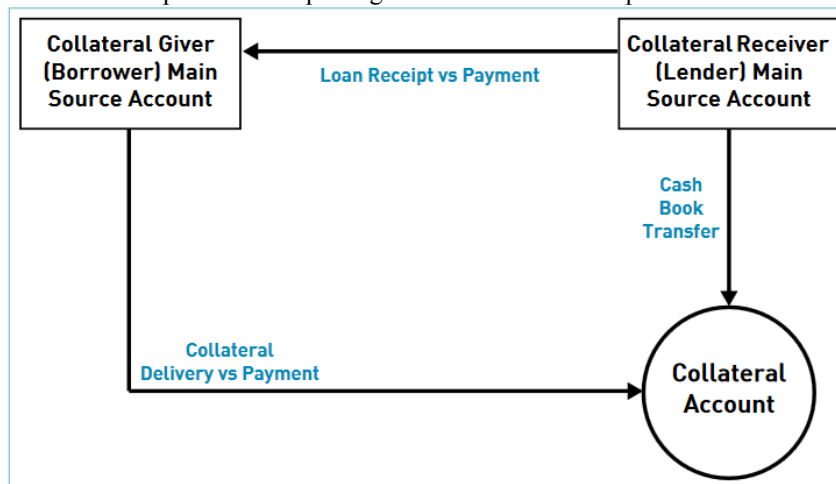 Collateral Giver
(Borrower) Main
Source Account
Loan Receipt vs Payment
Collateral Receiver
(Lender) Main
Source Account
Cash
Book
Transfer
Collateral
Delivery vs Payment
Collateral
Account